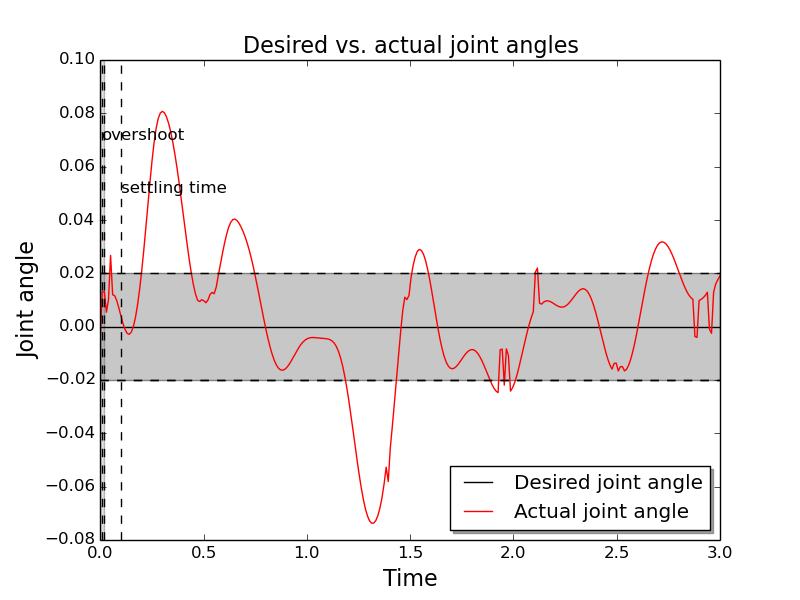 Desired vs. actual joint angles
0.10
0.08
overshoot
0.06
settling time
0.04
0.02
Joint angle
0.00
−0.02
−0.04
−0.06
Desired joint angle
Actual joint angle
−0.08
0.0 0.5 1.0 1.5 2.0 2.5 3.0
Time